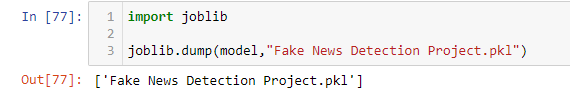 In [77]: 1 import joblib
2
3 joblib.dump(model,"Fake News Detection Project.pkl")
Out[77]: ['Fake News Detection Project.pkl']